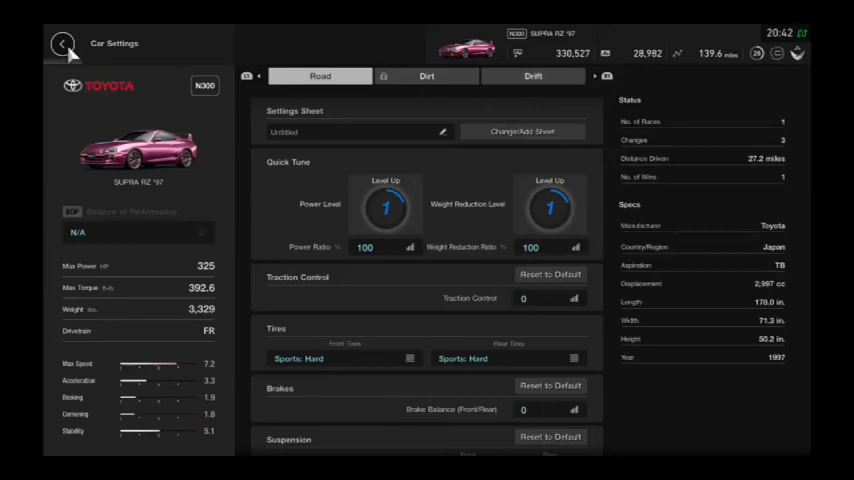 Car Settings
N300 SUPRA RZ '97
330,527 28,982 139.6 miles 28
20:42
TOYOTA N300
SUPRA RZ '97
BOP Balance of Performance
N/A
Max Power HP 325
Max Torque ft-lb 392.6
Weight lbs. 3,329
Drivetrain FR
Max Speed 7.2
Acceleration 3.3
Braking 1.9
Cornering 1.8
Stability 5.1
L1 Road Dirt Drift R1
Settings Sheet
Untitled Change/Add Sheet
Quick Tune
Level Up Level Up
Power Level 1 Weight Reduction Level 1
Power Ratio % 100 Weight Reduction Ratio % 100
Traction Control Reset to Default
Traction Control 0
Tires
Front Tires Rear Tires
Sports: Hard Sports: Hard
Brakes Reset to Default
Brake Balance (Front/Rear) 0
Suspension Reset to Default
Status
No. of Races 1
Changes 3
Distance Driven 27.2 miles
No. of Wins 1
Specs
Manufacturer Toyota
Country/Region Japan
Aspiration TB
Displacement 2,997 cc
Length 178.0 in.
Width 71.3 in.
Height 50.2 in.
Year 1997